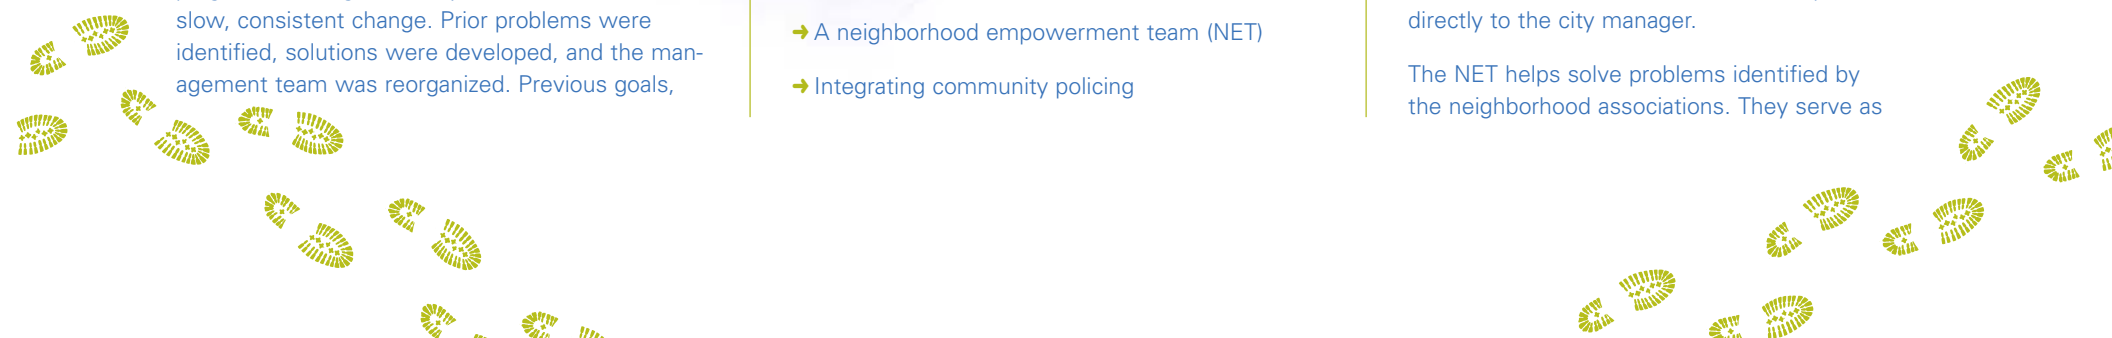 slow, consistent change. Prior problems were
identified, solutions were developed, and the man-
agement team was reorganized. Previous goals,
➜ A neighborhood empowerment team (NET)
➜ Integrating community policing
directly to the city manager.
The NET helps solve problems identified by
the neighborhood associations. They serve as